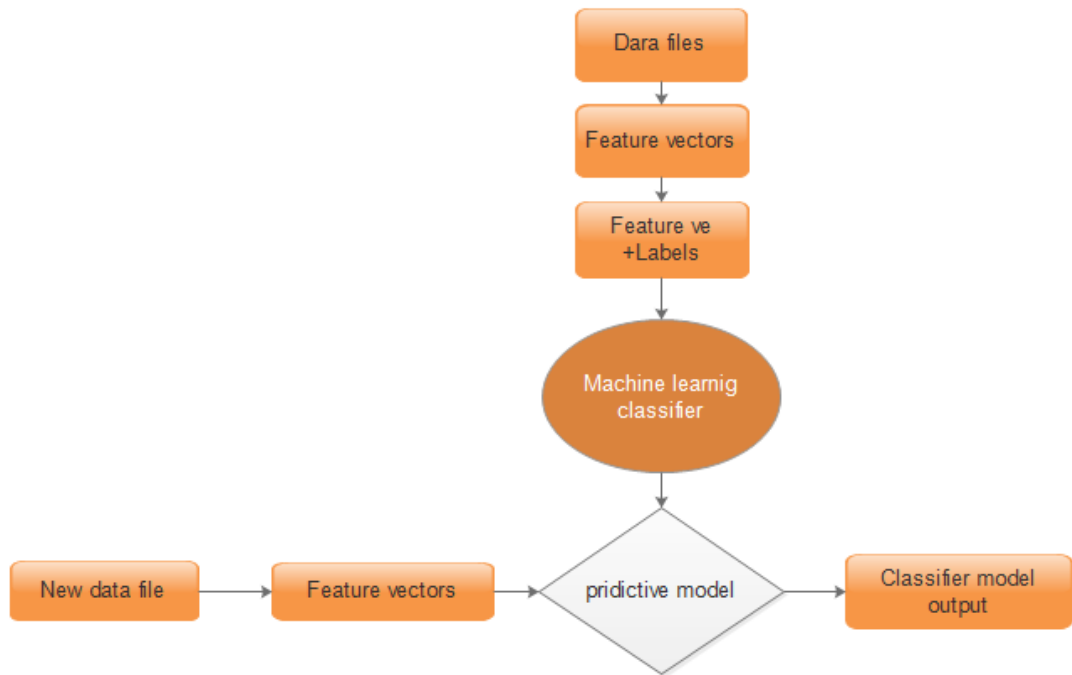 Dara files
Feature vectors
Feature ve
+Labels
Machine learnig
classifier
New data file
Feature vectors
pridictive model
Classifier model
output